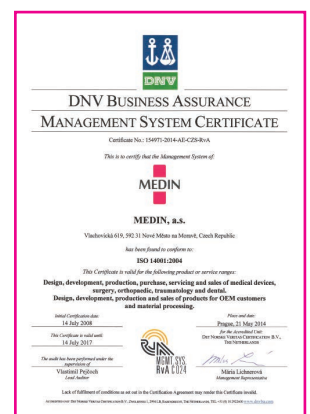 DNV
DNV BUSINESS ASSURANCE
MANAGEMENT SYSTEM CERTIFICATE
Certificate No.: 154971-2014-AE-CZS-RvA
This is to certify that the Management System of:
MEDIN
MEDIN, a.s.
Vlachovická 619, 592 31 Nové Město na Moravě, Czech Republic
has been found to conform to:
ISO 14001:2004
This Certificate is valid for the following product or service ranges:
Design, development, production, purchase, servicing and sales of medical devices,
surgery, orthopaedic, traumatology and dental.
Design, development, production and sales of products for OEM customers
and material processing.
Initial Certification date:
14 July 2008
This Certificate is valid until:
14 July 2017
The audit has been performed under the
supervision of
Vlastimil Pejčoch
Lead Auditor
MGMT. SYS.
RvA C024
Place and date:
Prague, 21 May 2014
for the Accredited Unit:
DET NORSKE VERITAS CERTIFICATION B.V.,
THE NETHERLANDS
Mária Lichnerová
Management Representative
Lack of fulfilment of conditions as set out in the Certification Agreement may render this Certificate invalid.